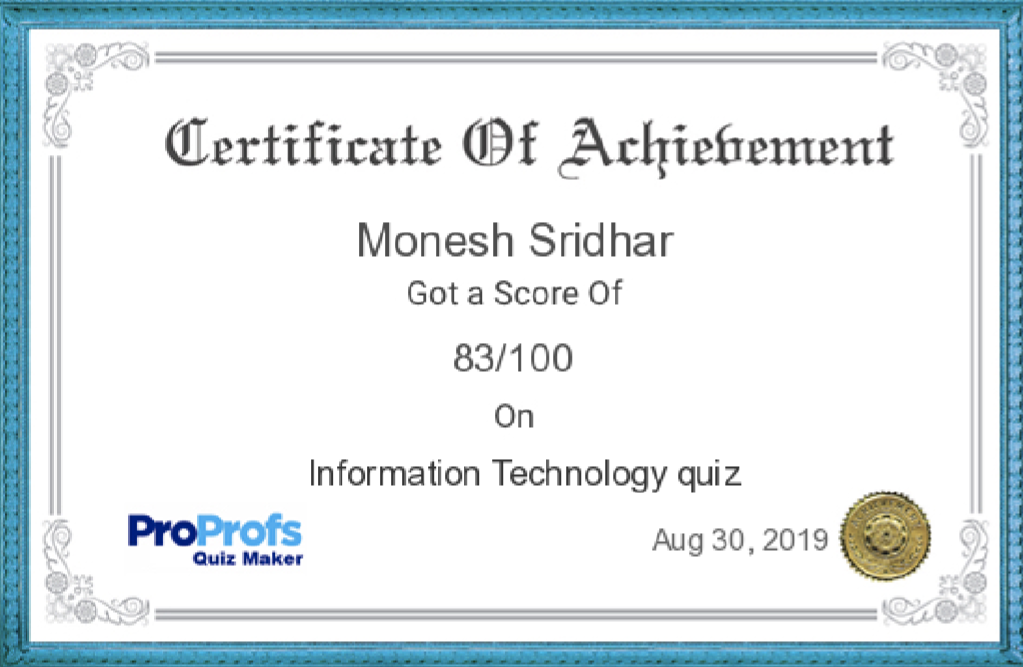 Certificate Of Achievement
Monesh Sridhar
Got a Score Of
83/100
On
Information Technology quiz
ProProfs
Quiz Maker
Aug 30, 2019
ACHIEVEMENT